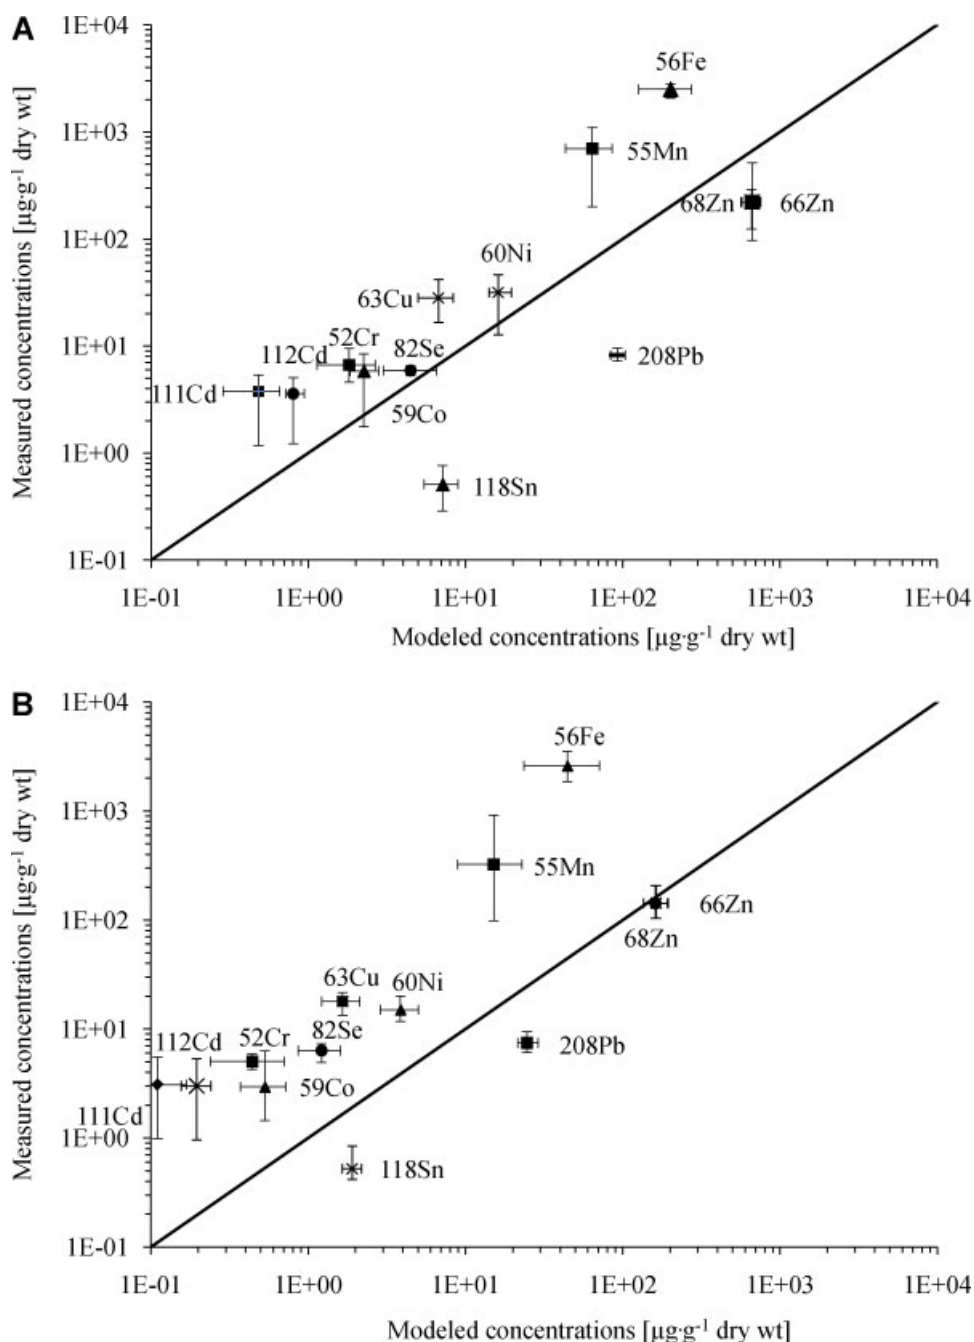 A
1E+04
1E+03
1E+02
1E+01
1E+00
1E-01
Measured concentrations [µg·g-1 dry wt]
56Fe
55Mn
68Zn 66Zn
60Ni
63Cu
52Cr
112Cd 82Se
208Pb
111Cd
59Co
118Sn
1E-01 1E+00 1E+01 1E+02 1E+03 1E+04
Modeled concentrations [µg·g-1 dry wt]
B
1E+04
1E+03
1E+02
1E+01
1E+00
1E-01
Measured concentrations [µg·g-1 dry wt]
56Fe
55Mn
66Zn
68Zn
63Cu 60Ni
112Cd 52Cr 82Se
208Pb
59Co
111Cd
118Sn
1E-01 1E+00 1E+01 1E+02 1E+03 1E+04
Modeled concentrations [µg·g-1 dry wt]